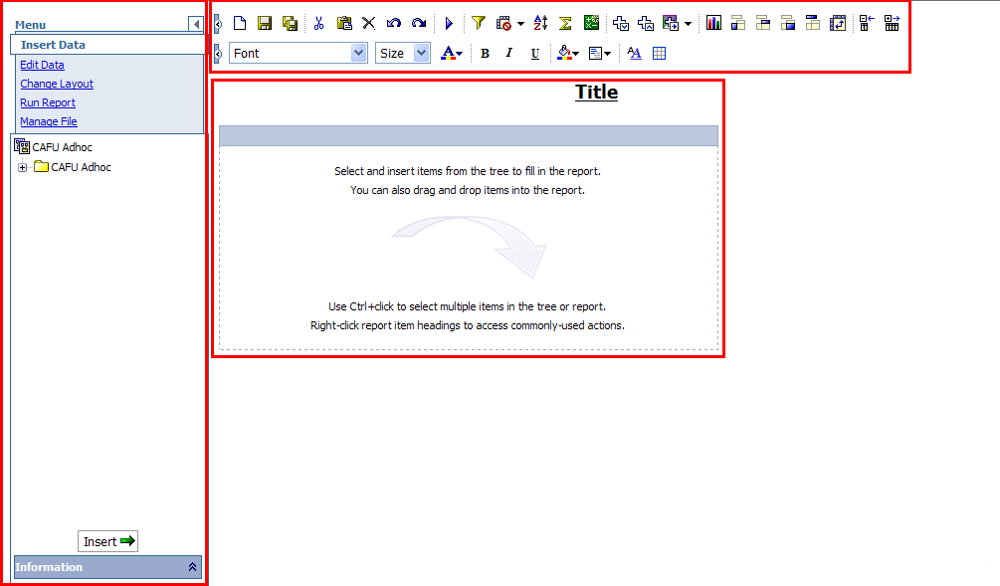 Menu
Insert Data
Edit Data
Change Layout
Run Report
Manage File
CAFU Adhoc
CAFU Adhoc
Insert
Information
Font
Size
A
B
I
U
AA
Title
Select and insert items from the tree to fill in the report.
You can also drag and drop items into the report.
Use Ctrl+click to select multiple items in the tree or report.
Right-click report item headings to access commonly-used actions.